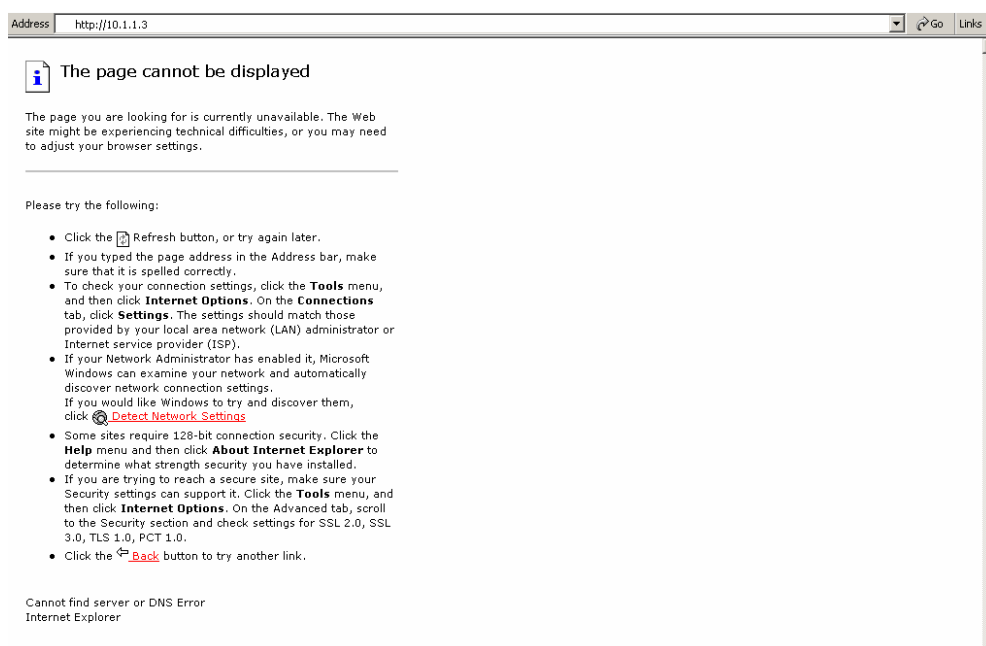 Address http://10.1.1.3 Go Links
The page cannot be displayed
The page you are looking for is currently unavailable. The Web
site might be experiencing technical difficulties, or you may need
to adjust your browser settings.
Please try the following:
• Click the Refresh button, or try again later.
• If you typed the page address in the Address bar, make
sure that it is spelled correctly.
• To check your connection settings, click the Tools menu,
and then click Internet Options. On the Connections
tab, click Settings. The settings should match those
provided by your local area network (LAN) administrator or
Internet service provider (ISP).
• If your Network Administrator has enabled it, Microsoft
Windows can examine your network and automatically
discover network connection settings.
If you would like Windows to try and discover them,
click Detect Network Settings
• Some sites require 128-bit connection security. Click the
Help menu and then click About Internet Explorer to
determine what strength security you have installed.
• If you are trying to reach a secure site, make sure your
Security settings can support it. Click the Tools menu, and
then click Internet Options. On the Advanced tab, scroll
to the Security section and check settings for SSL 2.0, SSL
3.0, TLS 1.0, PCT 1.0.
• Click the Back button to try another link.
Cannot find server or DNS Error
Internet Explorer